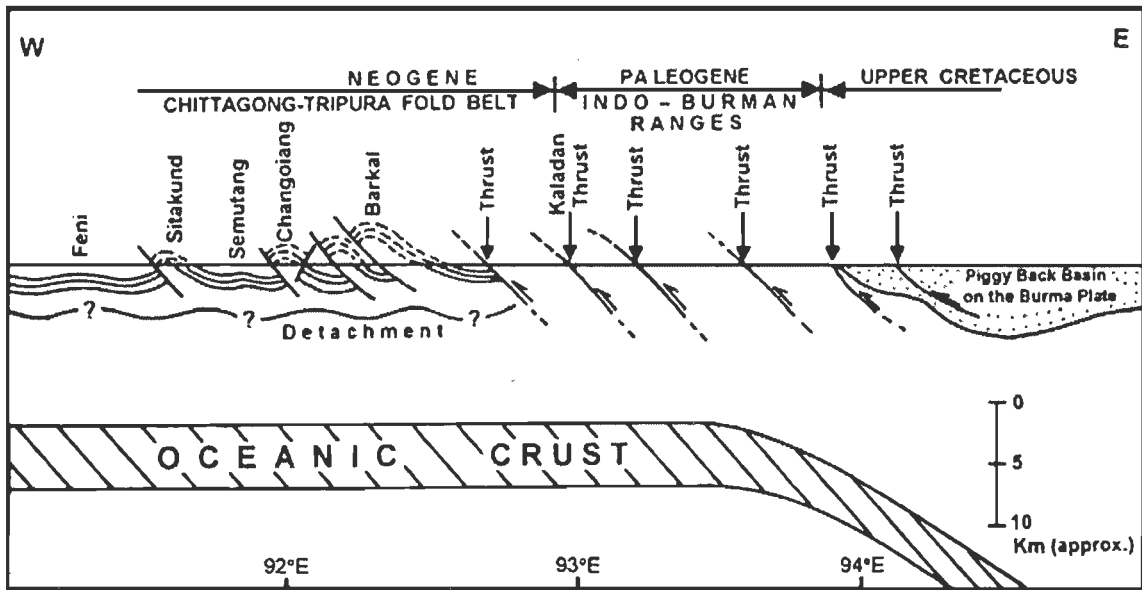 W
E
NEOGENE
PALEOGENE
UPPER CRETACEOUS
CHITTAGONG-TRIPURA FOLD BELT
INDO - BURMAN
RANGES
Feni
Sitakund
Semutang
Changoiang
Barkal
Thrust
Kaladan
Thrust
Thrust
Thrust
Thrust
Thrust
Piggy Back Basin
on the Burma Plate
?
?
?
Detachment
OCEANIC CRUST
0
5
10
Km (approx.)
92°E
93°E
94°E